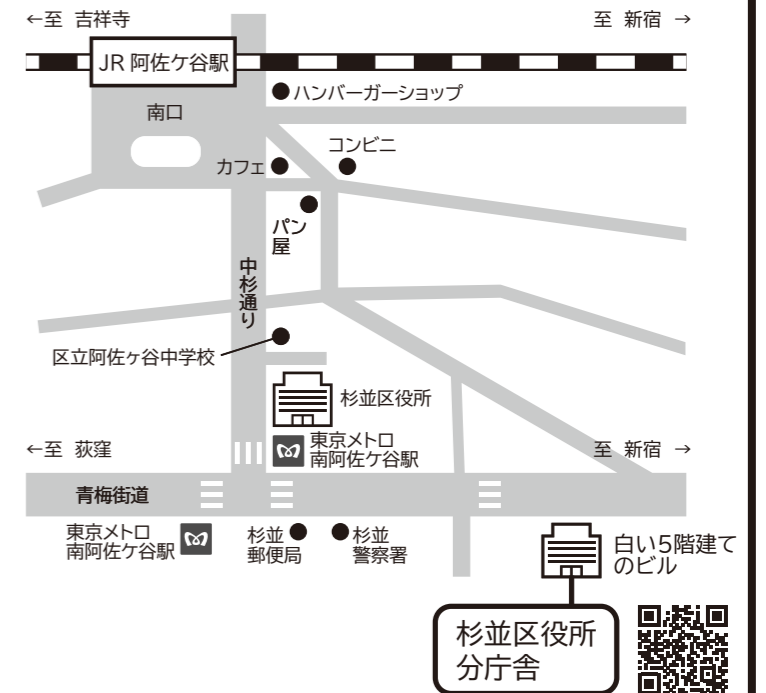 ←至 吉祥寺
至 新宿 →
JR 阿佐ケ谷駅
ハンバーガーショップ
南口
コンビニ
カフェ
パン
屋
中杉通り
区立阿佐ヶ谷中学校
杉並区役所
←至 荻窪
東京メトロ
南阿佐ケ谷駅
至 新宿 →
青梅街道
東京メトロ
南阿佐ケ谷駅
杉並
郵便局
杉並
警察署
白い5階建て
のビル
杉並区役所
分庁舎